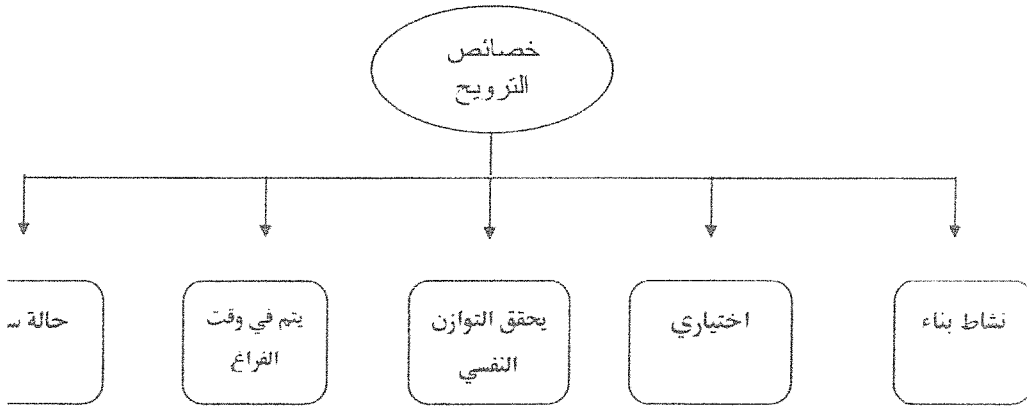 خصائص
الترويح
نشاط بناء
اختياري
يحقق التوازن
النفسي
يتم في وقت
الفراغ
حالة